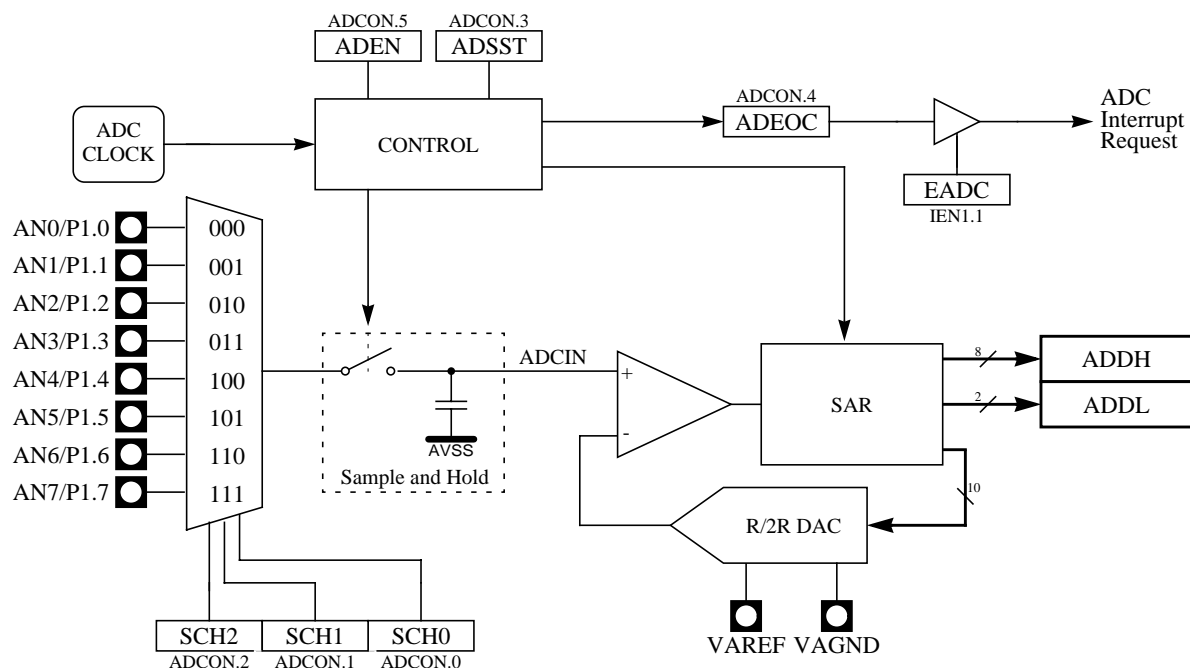 ADCON.5
ADEN
ADCON.3
ADSST
ADC
CLOCK
CONTROL
ADCON.4
ADEOC
ADC
Interrupt
Request
EADC
IEN1.1
AN0/P1.0
000
AN1/P1.1
001
AN2/P1.2
010
AN3/P1.3
011
AN4/P1.4
100
AN5/P1.5
101
AN6/P1.6
110
AN7/P1.7
111
AVSS
Sample and Hold
ADCIN
+
-
SAR
8
ADDH
2
ADDL
10
R/2R DAC
VAREF
VAGND
SCH2
SCH1
SCH0
ADCON.2
ADCON.1
ADCON.0